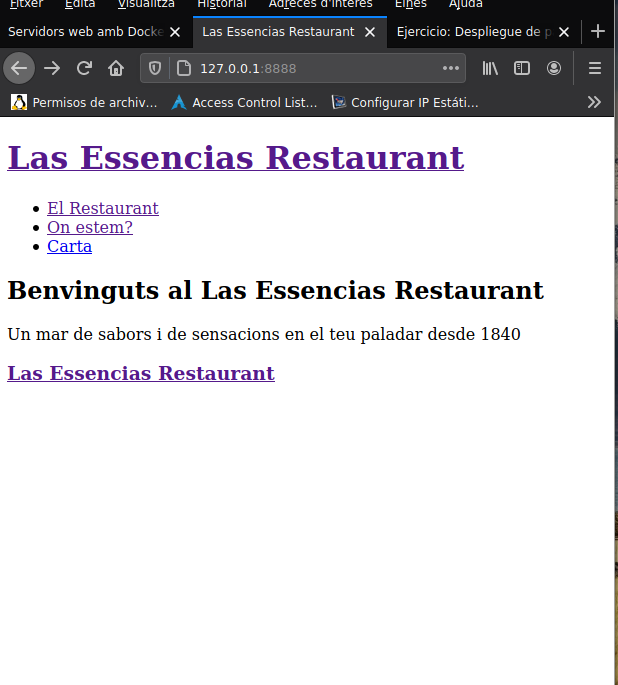 Fitxer Edita Visualitza Historial Adreces d'interès Eines Ajuda
Servidors web amb Docke Las Essencias Restaurant Ejercicio: Despliegue de p
127.0.0.1:8888
Permisos de archiv… Access Control List… Configurar IP Estáti…
Las Essencias Restaurant
El Restaurant
On estem?
Carta
Benvinguts al Las Essencias Restaurant
Un mar de sabors i de sensacions en el teu paladar desde 1840
Las Essencias Restaurant